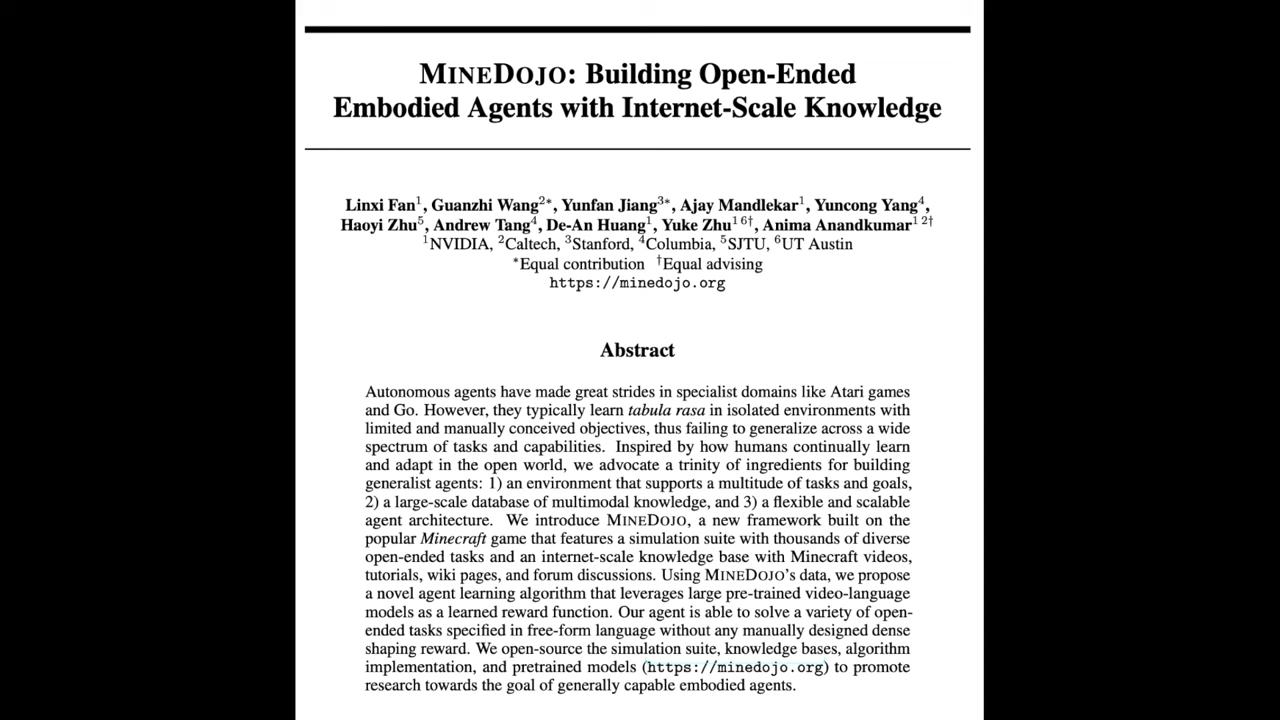 MINEDOJO: Building Open-Ended
Embodied Agents with Internet-Scale Knowledge
Linxi Fan¹, Guanzhi Wang²*, Yunfan Jiang³*, Ajay Mandlekar¹, Yuncong Yang⁴,
Haoyi Zhu⁵, Andrew Tang⁴, De-An Huang¹, Yuke Zhu¹ ⁶†, Anima Anandkumar¹ ²†
¹NVIDIA, ²Caltech, ³Stanford, ⁴Columbia, ⁵SJTU, ⁶UT Austin
*Equal contribution †Equal advising
https://minedojo.org
Abstract
Autonomous agents have made great strides in specialist domains like Atari games
and Go. However, they typically learn tabula rasa in isolated environments with
limited and manually conceived objectives, thus failing to generalize across a wide
spectrum of tasks and capabilities. Inspired by how humans continually learn
and adapt in the open world, we advocate a trinity of ingredients for building
generalist agents: 1) an environment that supports a multitude of tasks and goals,
2) a large-scale database of multimodal knowledge, and 3) a flexible and scalable
agent architecture. We introduce MINEDOJO, a new framework built on the
popular Minecraft game that features a simulation suite with thousands of diverse
open-ended tasks and an internet-scale knowledge base with Minecraft videos,
tutorials, wiki pages, and forum discussions. Using MINEDOJO's data, we propose
a novel agent learning algorithm that leverages large pre-trained video-language
models as a learned reward function. Our agent is able to solve a variety of open-
ended tasks specified in free-form language without any manually designed dense
shaping reward. We open-source the simulation suite, knowledge bases, algorithm
implementation, and pretrained models (https://minedojo.org) to promote
research towards the goal of generally capable embodied agents.